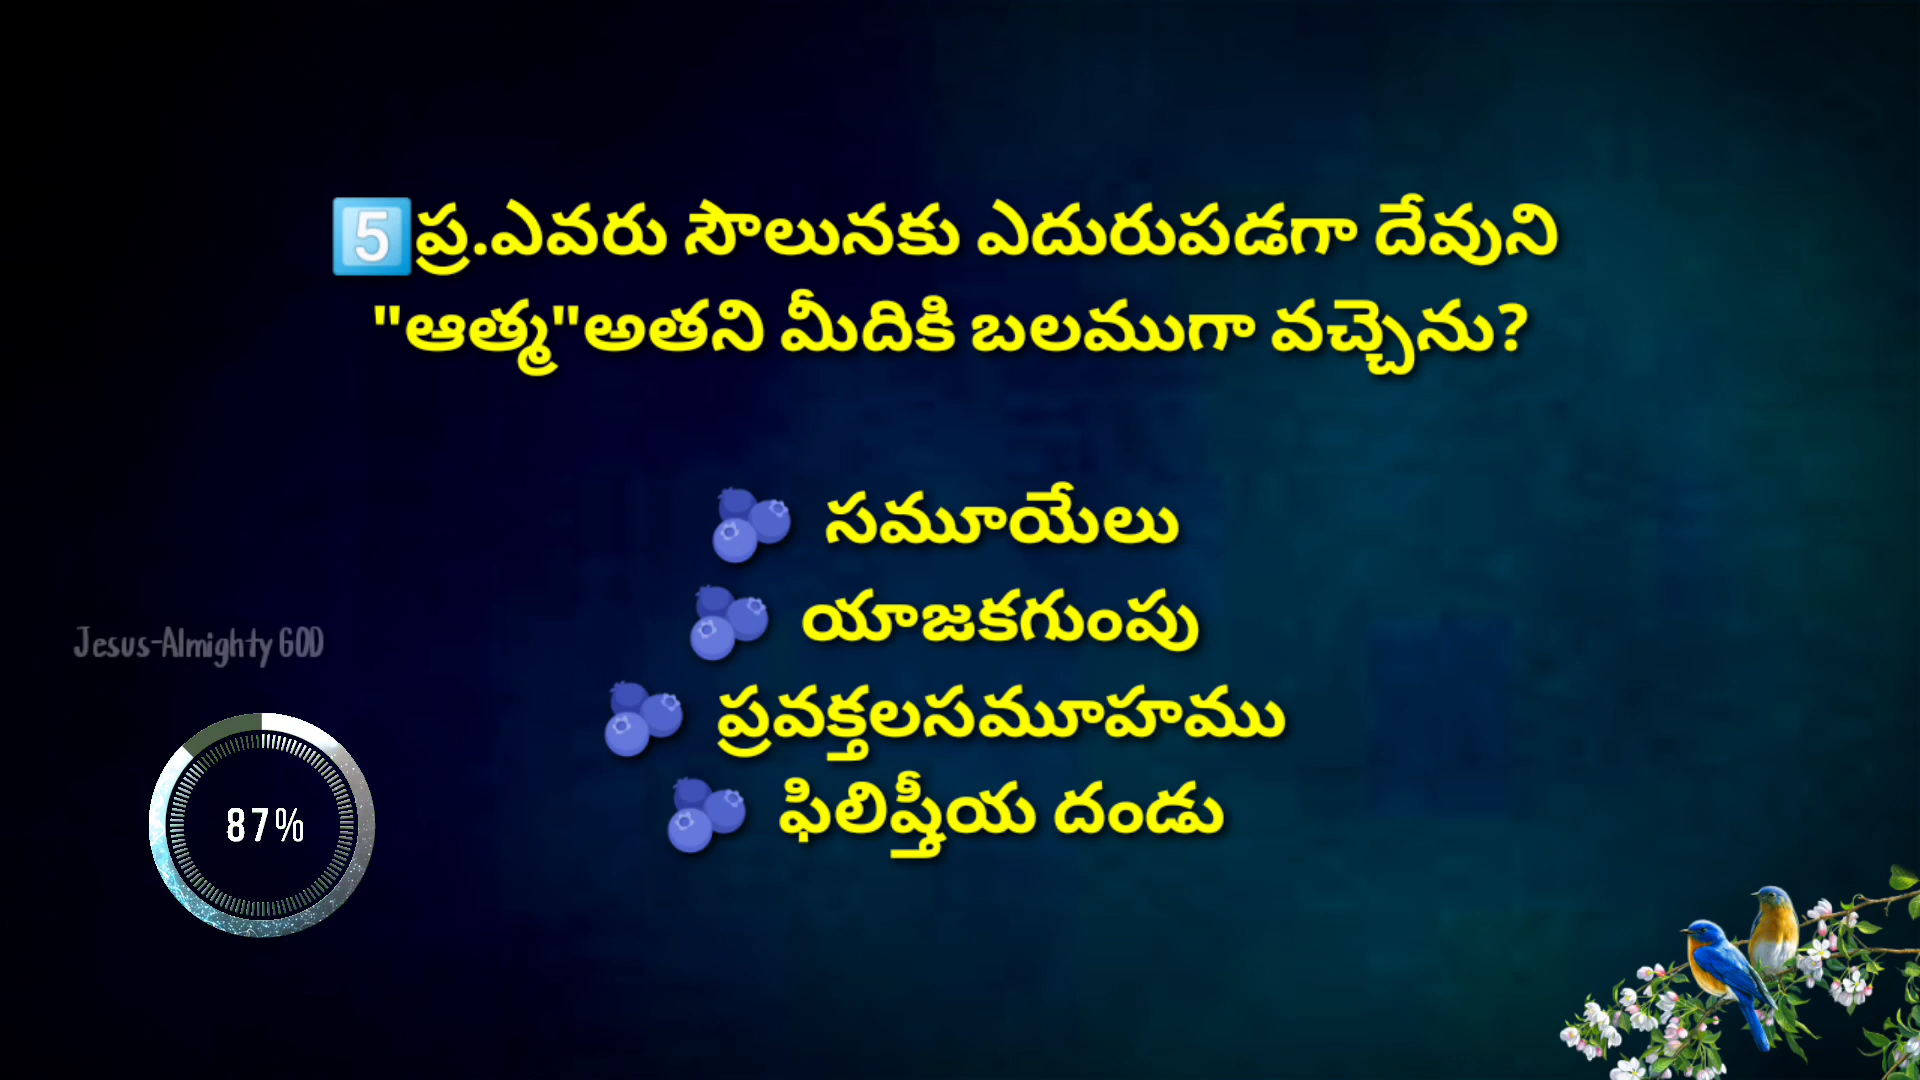 5 ప్ర.ఎవరు సౌలునకు ఎదురుపడగా దేవుని
"ఆత్మ"అతని మీదికి బలముగా వచ్చెను?
సమూయేలు
యాజకగుంపు
ప్రవక్తలసమూహము
ఫిలిష్తీయ దండు
Jesus-Almighty GOD
87%